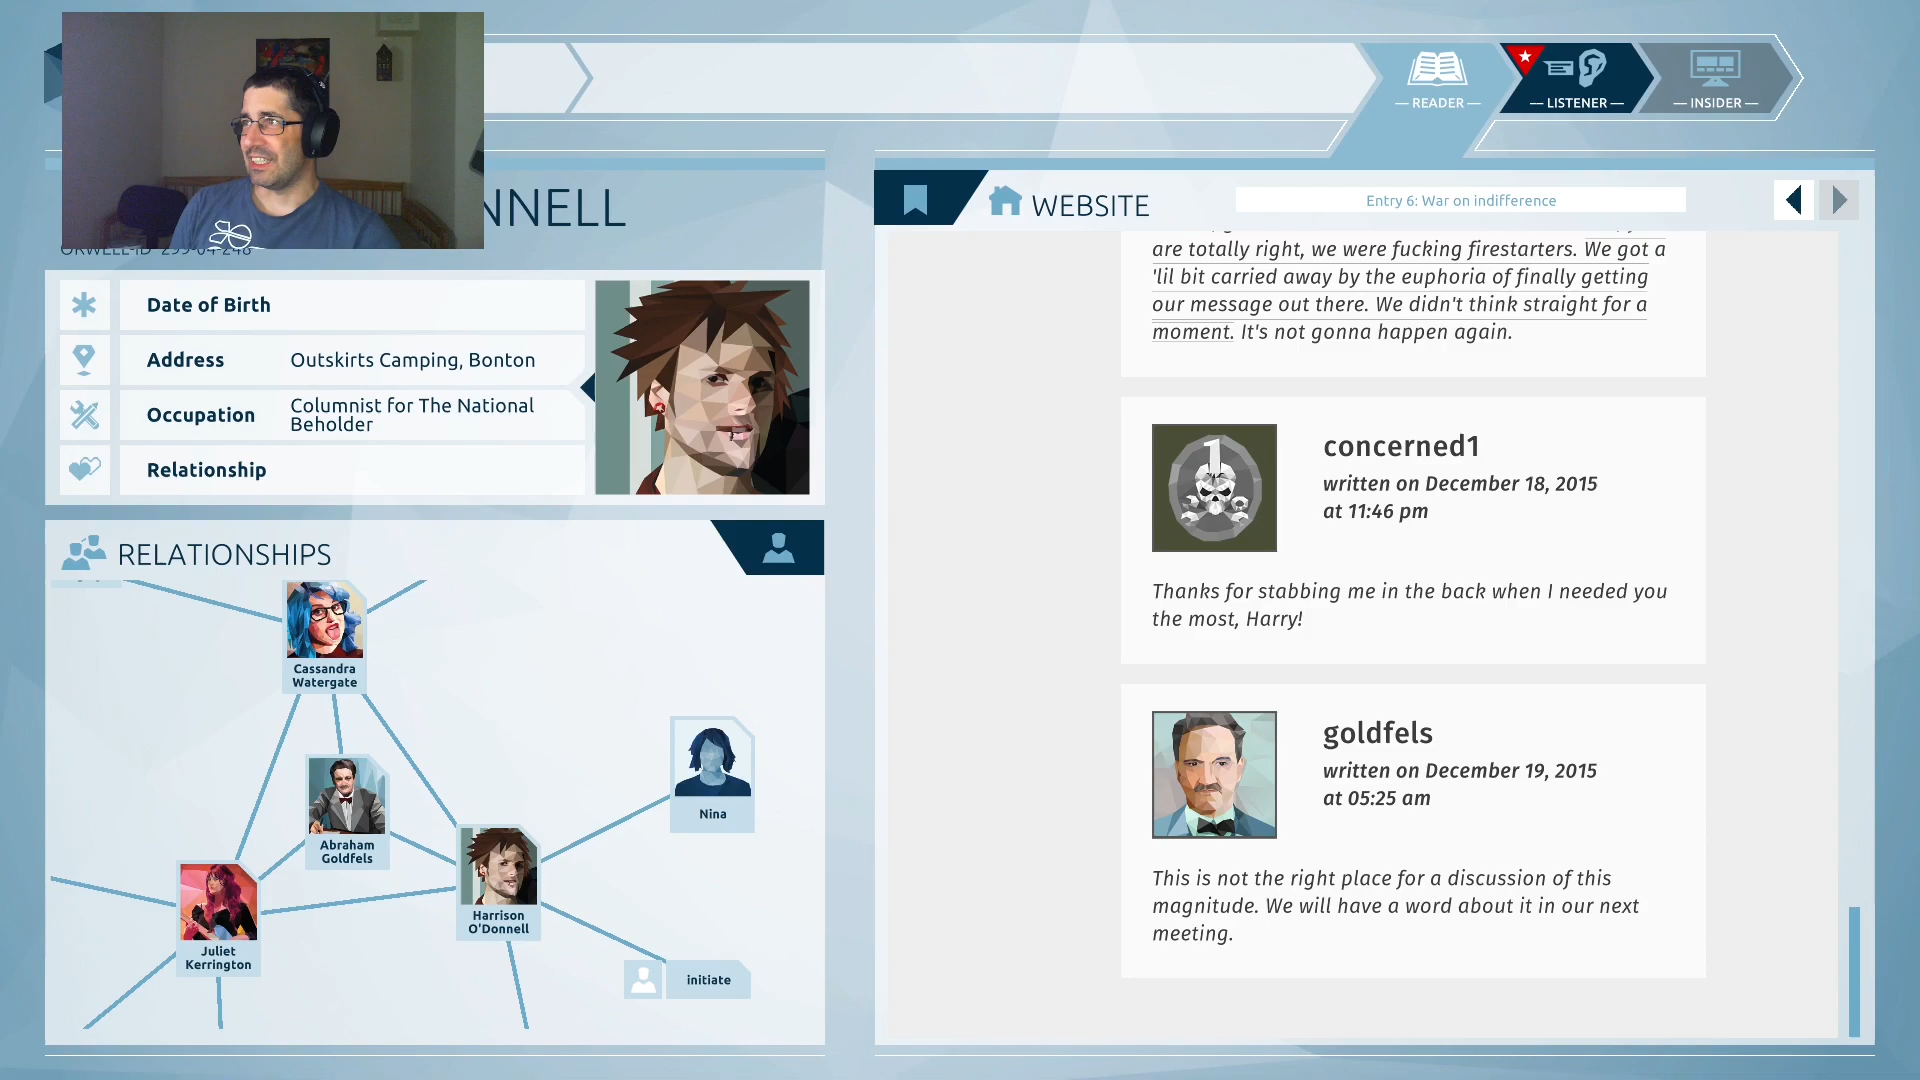 READER
LISTENER
INSIDER
NNELL
ORWELL-ID 299-04-248
Date of Birth
Address
Outskirts Camping, Bonton
Occupation
Columnist for The National
Beholder
Relationship
RELATIONSHIPS
Cassandra
Watergate
Nina
Abraham
Goldfels
Harrison
O'Donnell
Juliet
Kerrington
initiate
WEBSITE
Entry 6: War on indifference
are totally right, we were fucking firestarters. We got a
'lil bit carried away by the euphoria of finally getting
our message out there. We didn't think straight for a
moment. It's not gonna happen again.
1
concerned1
written on December 18, 2015
at 11:46 pm
Thanks for stabbing me in the back when I needed you
the most, Harry!
goldfels
written on December 19, 2015
at 05:25 am
This is not the right place for a discussion of this
magnitude. We will have a word about it in our next
meeting.